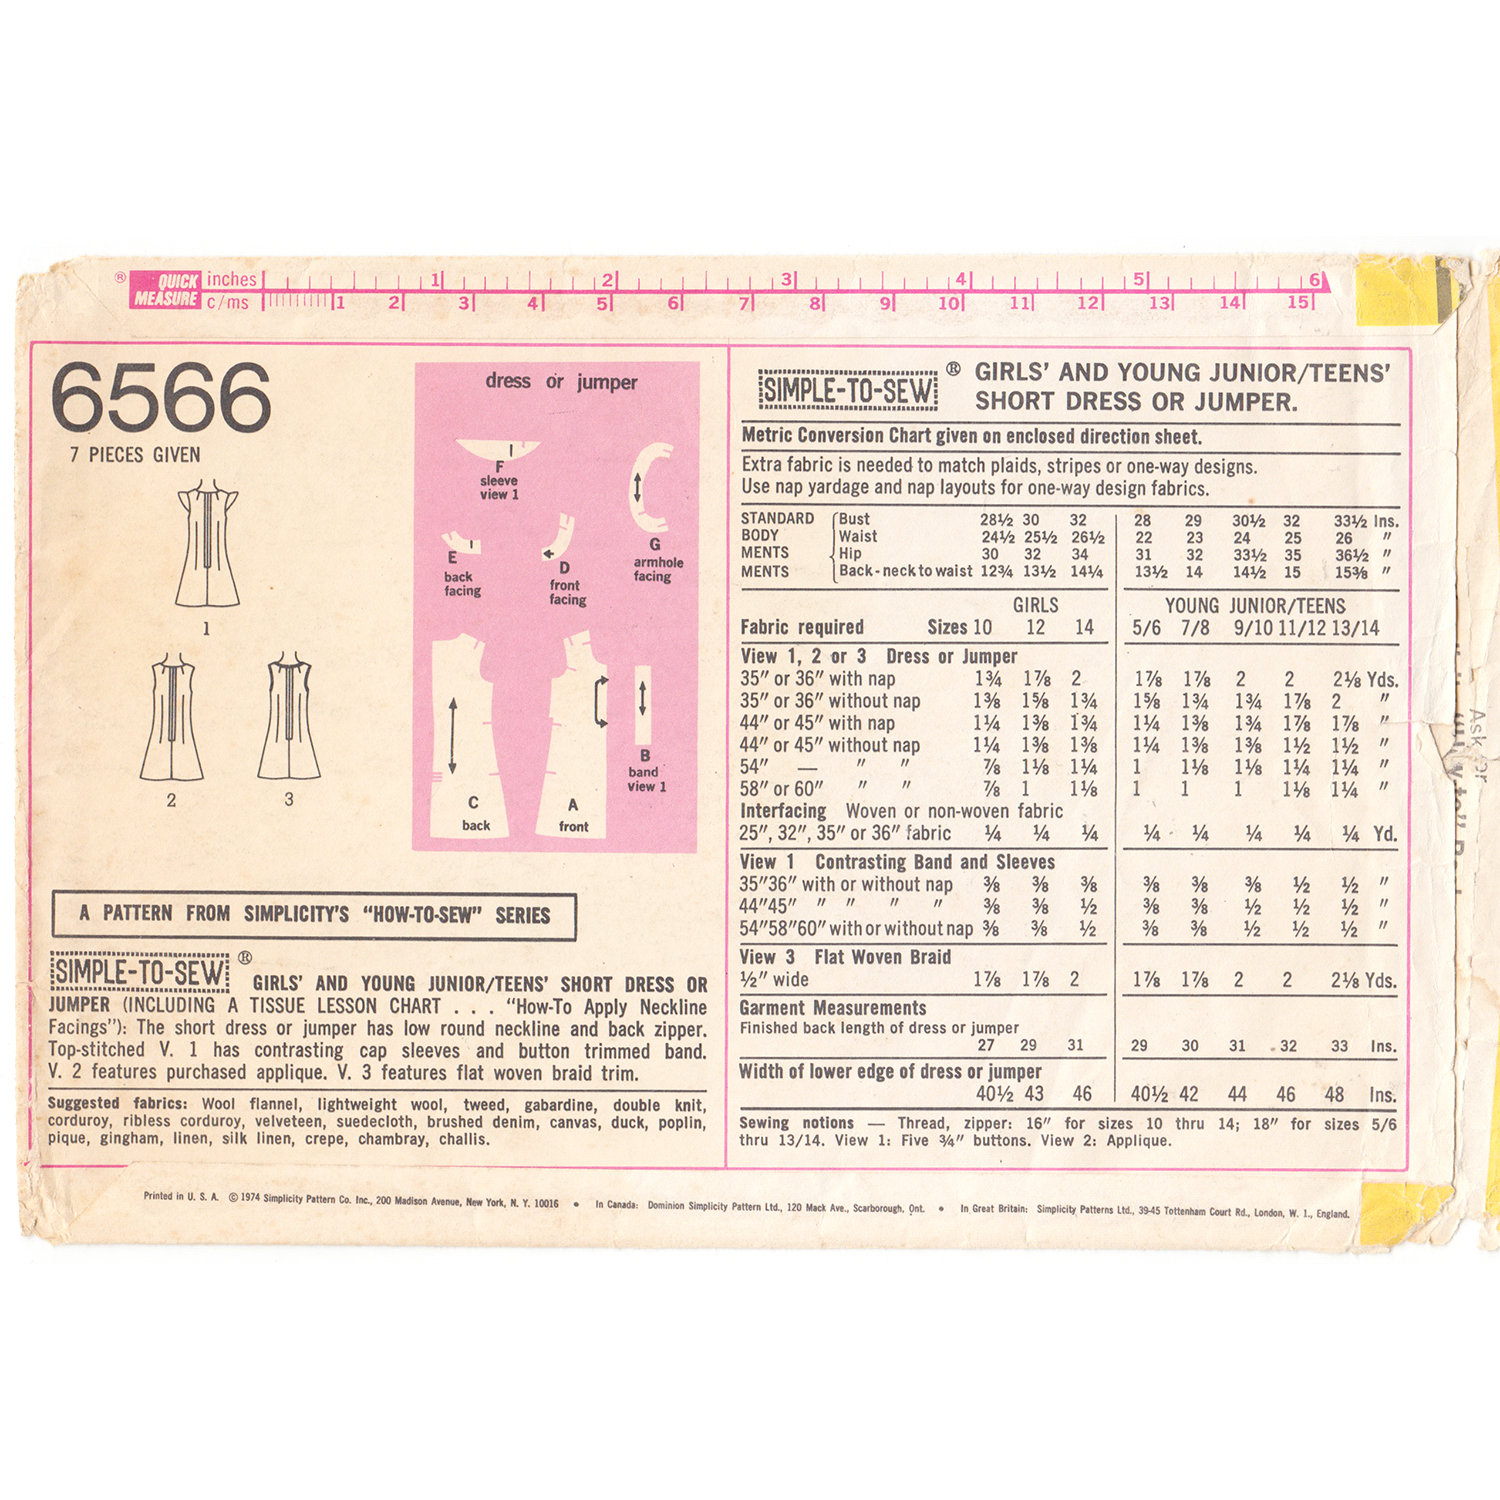 ® QUICK MEASURE inches 1 2 3 4 5 6
c/ms 1 2 3 4 5 6 7 8 9 10 11 12 13 14 15
6566
7 PIECES GIVEN
1
2 3
dress or jumper
F
sleeve
view 1
E
back
facing
D
front
facing
G
armhole
facing
C
back
A
front
B
band
view 1
A PATTERN FROM SIMPLICITY'S "HOW-TO-SEW" SERIES
SIMPLE-TO-SEW ® GIRLS' AND YOUNG JUNIOR/TEENS' SHORT DRESS OR
JUMPER (INCLUDING A TISSUE LESSON CHART . . . "How-To Apply Neckline
Facings"): The short dress or jumper has low round neckline and back zipper.
Top-stitched V. 1 has contrasting cap sleeves and button trimmed band.
V. 2 features purchased applique. V. 3 features flat woven braid trim.
Suggested fabrics: Wool flannel, lightweight wool, tweed, gabardine, double knit,
corduroy, ribless corduroy, velveteen, suedecloth, brushed denim, canvas, duck, poplin,
pique, gingham, linen, silk linen, crepe, chambray, challis.
SIMPLE-TO-SEW ® GIRLS' AND YOUNG JUNIOR/TEENS'
SHORT DRESS OR JUMPER.
Metric Conversion Chart given on enclosed direction sheet.
Extra fabric is needed to match plaids, stripes or one-way designs.
Use nap yardage and nap layouts for one-way design fabrics.
STANDARD Bust 28½ 30 32 28 29 30½ 32 33½ Ins.
BODY Waist 24½ 25½ 26½ 22 23 24 25 26 "
MENTS Hip 30 32 34 31 32 33½ 35 36½ "
MENTS Back-neck to waist 12¾ 13½ 14¼ 13½ 14 14½ 15 15⅜ "
GIRLS YOUNG JUNIOR/TEENS
Fabric required Sizes 10 12 14 5/6 7/8 9/10 11/12 13/14
View 1, 2 or 3 Dress or Jumper
35" or 36" with nap 1¾ 1⅞ 2 1⅞ 1⅞ 2 2 2⅛ Yds.
35" or 36" without nap 1⅜ 1⅝ 1¾ 1⅝ 1¾ 1¾ 1⅞ 2 "
44" or 45" with nap 1¼ 1⅜ 1¾ 1¼ 1⅜ 1¾ 1⅞ 1⅞ "
44" or 45" without nap 1¼ 1⅜ 1⅜ 1¼ 1⅜ 1⅜ 1½ 1½ "
54" — " " ⅞ 1⅛ 1¼ 1 1⅛ 1⅛ 1¼ 1¼ "
58" or 60" " " ⅞ 1 1⅛ 1 1 1 1⅛ 1¼ "
Interfacing Woven or non-woven fabric
25", 32", 35" or 36" fabric ¼ ¼ ¼ ¼ ¼ ¼ ¼ ¼ Yd.
View 1 Contrasting Band and Sleeves
35"36" with or without nap ⅜ ⅜ ⅜ ⅜ ⅜ ⅜ ½ ½ "
44"45" " " " " ⅜ ⅜ ½ ⅜ ⅜ ½ ½ ½ "
54"58"60" with or without nap ⅜ ⅜ ½ ⅜ ⅜ ½ ½ ½ "
View 3 Flat Woven Braid
½" wide 1⅞ 1⅞ 2 1⅞ 1⅞ 2 2 2⅛ Yds.
Garment Measurements
Finished back length of dress or jumper
27 29 31 29 30 31 32 33 Ins.
Width of lower edge of dress or jumper
40½ 43 46 40½ 42 44 46 48 Ins.
Sewing notions — Thread, zipper: 16" for sizes 10 thru 14; 18" for sizes 5/6
thru 13/14. View 1: Five ¾" buttons. View 2: Applique.
Printed in U. S. A. © 1974 Simplicity Pattern Co. Inc., 200 Madison Avenue, New York, N. Y. 10016 • In Canada: Dominion Simplicity Pattern Ltd., 120 Mack Ave., Scarborough, Ont. • In Great Britain: Simplicity Patterns Ltd., 39-45 Tottenham Court Rd., London, W. 1., England.
Ask